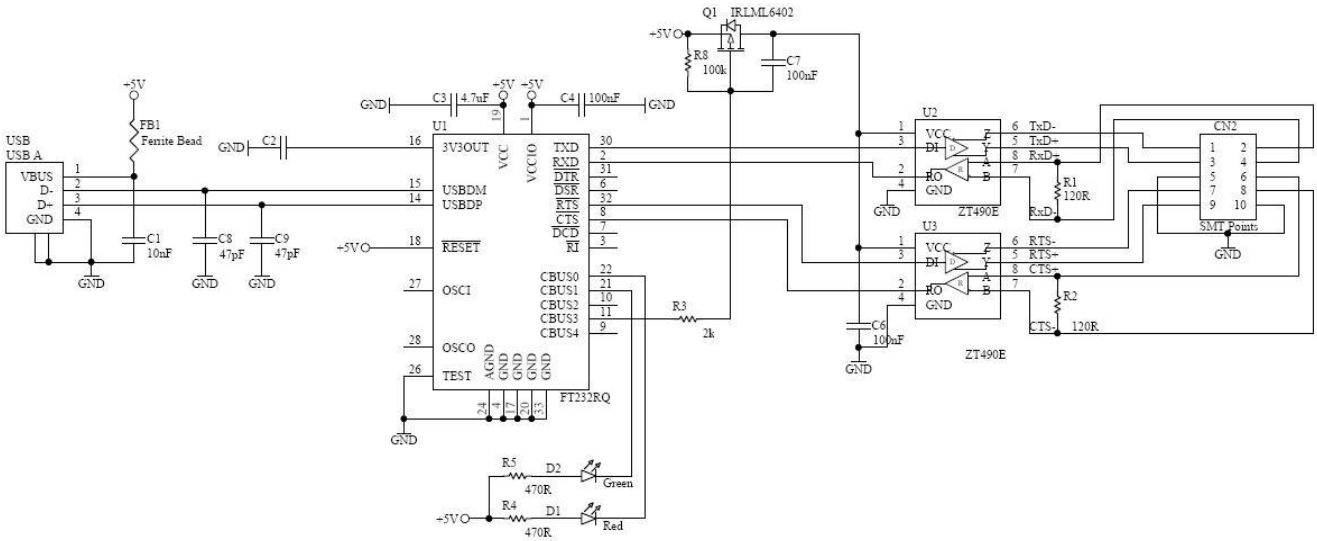 Q1 IRLML6402
+5V
R8
100k
C7
100nF
+5V
FB1
Ferrite Bead
GND
C3
4.7uF
+5V
+5V
C4
100nF
GND
GND
C2
USB
USB A
VBUS
D-
D+
GND
1
2
3
4
GND
C1
10nF
C8
47pF
GND
C9
47pF
GND
+5V
U1
16
3V3OUT
15
USBDM
14
USBDP
18
RESET
27
OSCI
28
OSCO
26
TEST
19
VCC
1
VCCIO
TXD
30
RXD
2
DTR
31
DSR
6
RTS
32
CTS
8
DCD
7
RI
3
CBUS0
22
CBUS1
21
CBUS2
10
CBUS3
11
CBUS4
9
AGND
GND
GND
GND
GND
24
4
17
20
33
FT232RQ
GND
R3
2k
R5
470R
D2
Green
+5V
R4
470R
D1
Red
U2
1
VCC
3
DI
2
RO
4
GND
D
R
Z
Y
A
B
6
5
8
7
TxD-
TxD+
RxD+
RxD-
GND
ZT490E
R1
120R
U3
1
VCC
3
DI
2
RO
4
GND
D
R
Z
Y
A
B
6
5
8
7
RTS-
RTS+
CTS+
CTS-
R2
120R
ZT490E
C6
100nF
GND
CN2
1 2
3 4
5 6
7 8
9 10
SMT Points
GND